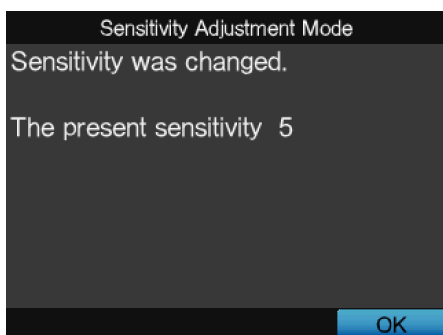 Sensitivity Adjustment Mode
Sensitivity was changed.
The present sensitivity 5
OK